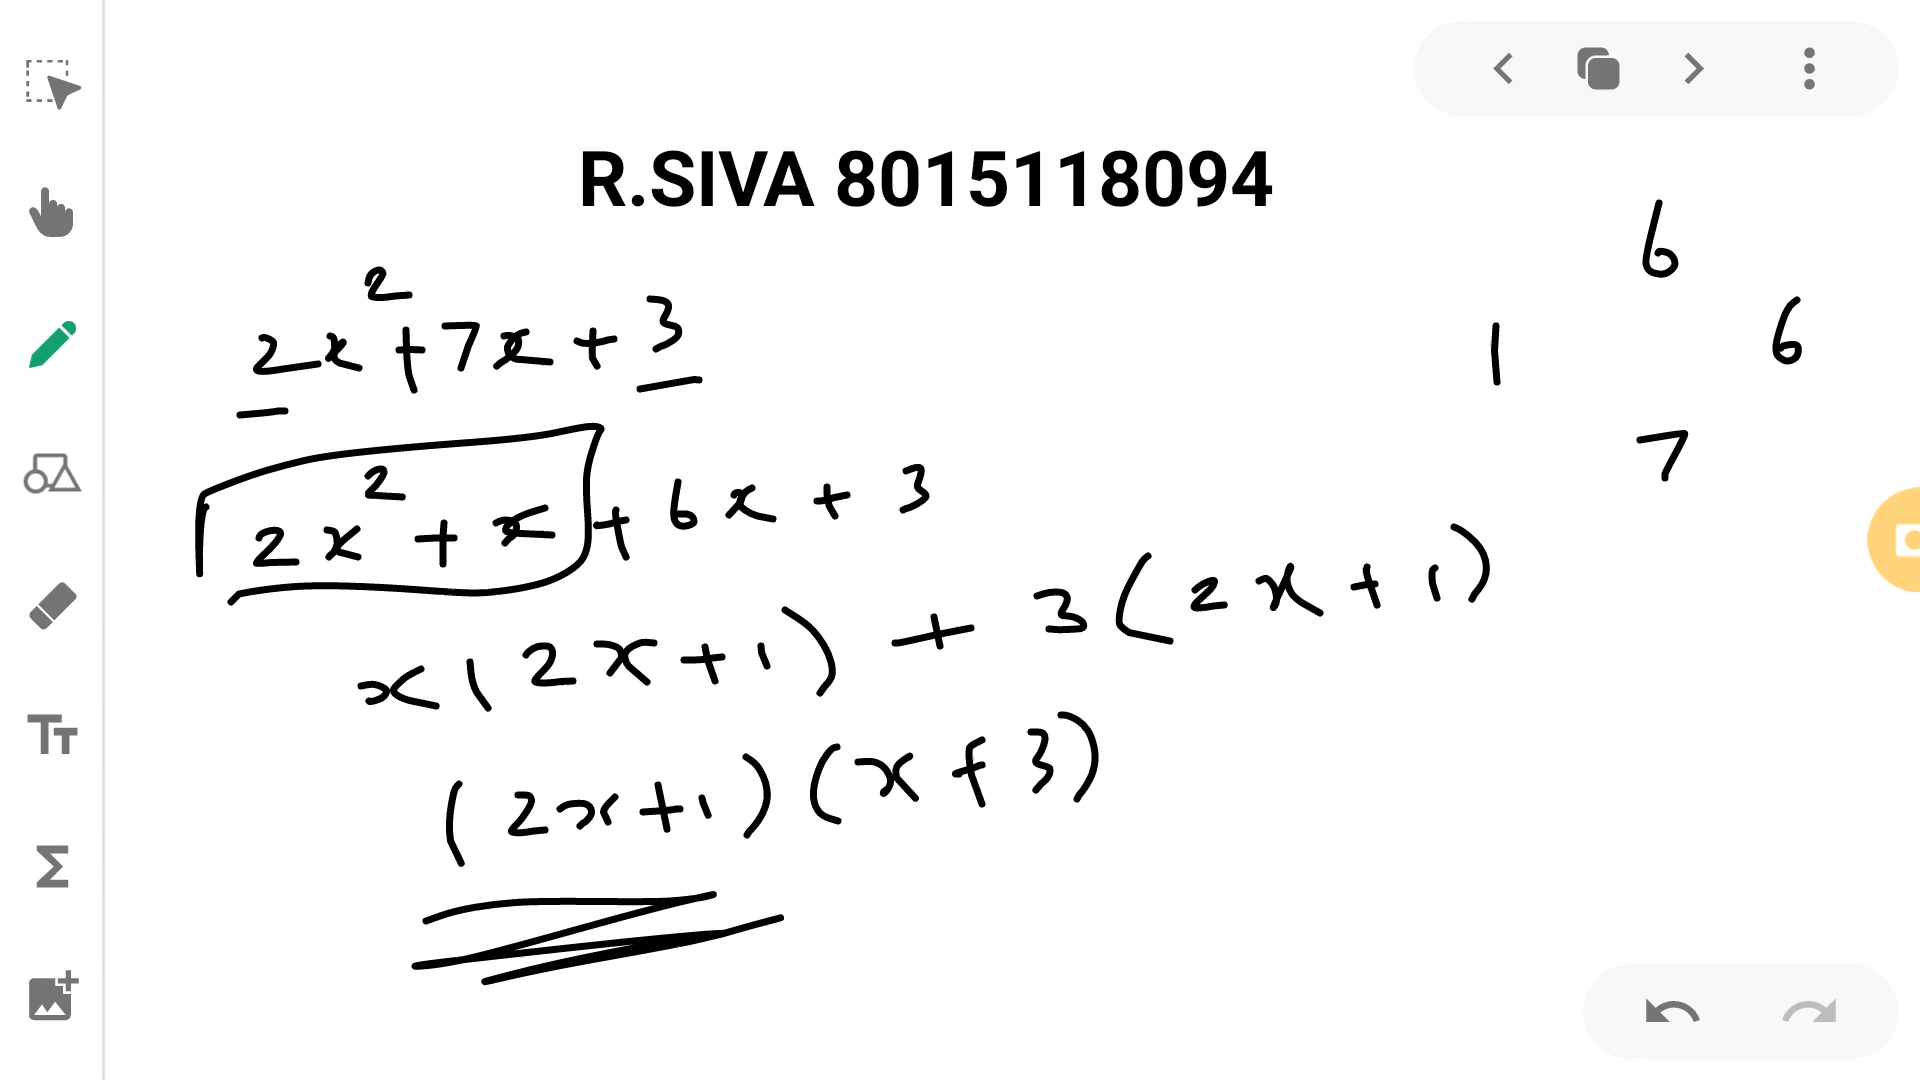 R.SIVA 8015118094
2x²+7x+3
2x²+x+6x+3
x(2x+1)+3(2x+1)
(2x+1)(x+3)
6
1 6
7
Tт
Σ